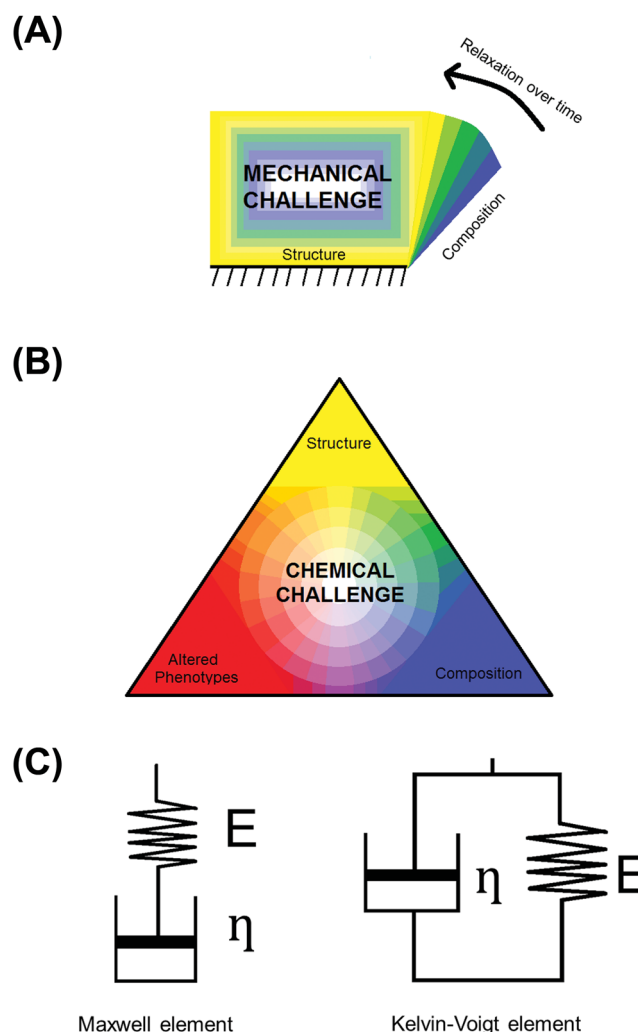 (A)
Relaxation over time
MECHANICAL
CHALLENGE
Structure
Composition
(B)
Structure
CHEMICAL
CHALLENGE
Altered
Phenotypes
Composition
(C)
E
η
η
E
Maxwell element
Kelvin-Voigt element